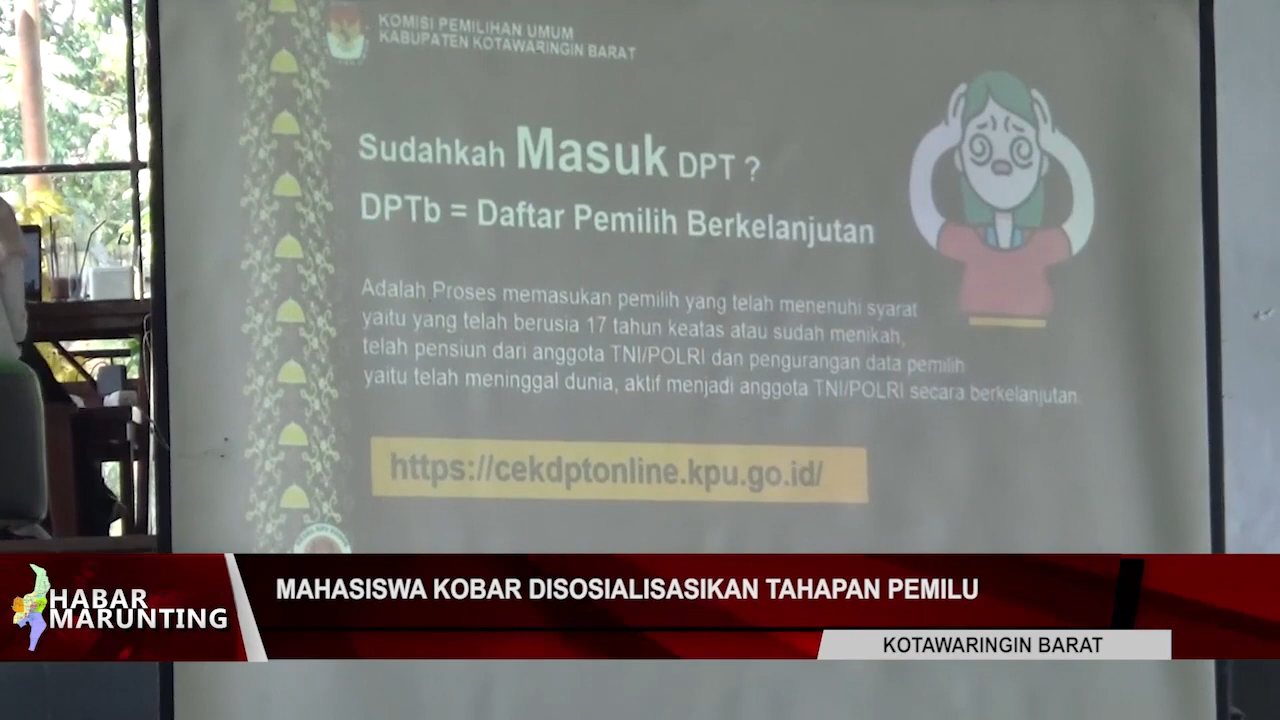 KOMISI PEMILIHAN UMUM
KABUPATEN KOTAWARINGIN BARAT
Sudahkah Masuk DPT ?
DPTb = Daftar Pemilih Berkelanjutan
Adalah Proses memasukan pemilih yang telah menenuhi syarat
yaitu yang telah berusia 17 tahun keatas atau sudah menikah,
telah pensiun dari anggota TNI/POLRI dan pengurangan data pemilih
yaitu telah meninggal dunia, aktif menjadi anggota TNI/POLRI secara berkelanjutan.
https://cekdptonline.kpu.go.id/
HABAR
MARUNTING
MAHASISWA KOBAR DISOSIALISASIKAN TAHAPAN PEMILU
KOTAWARINGIN BARAT